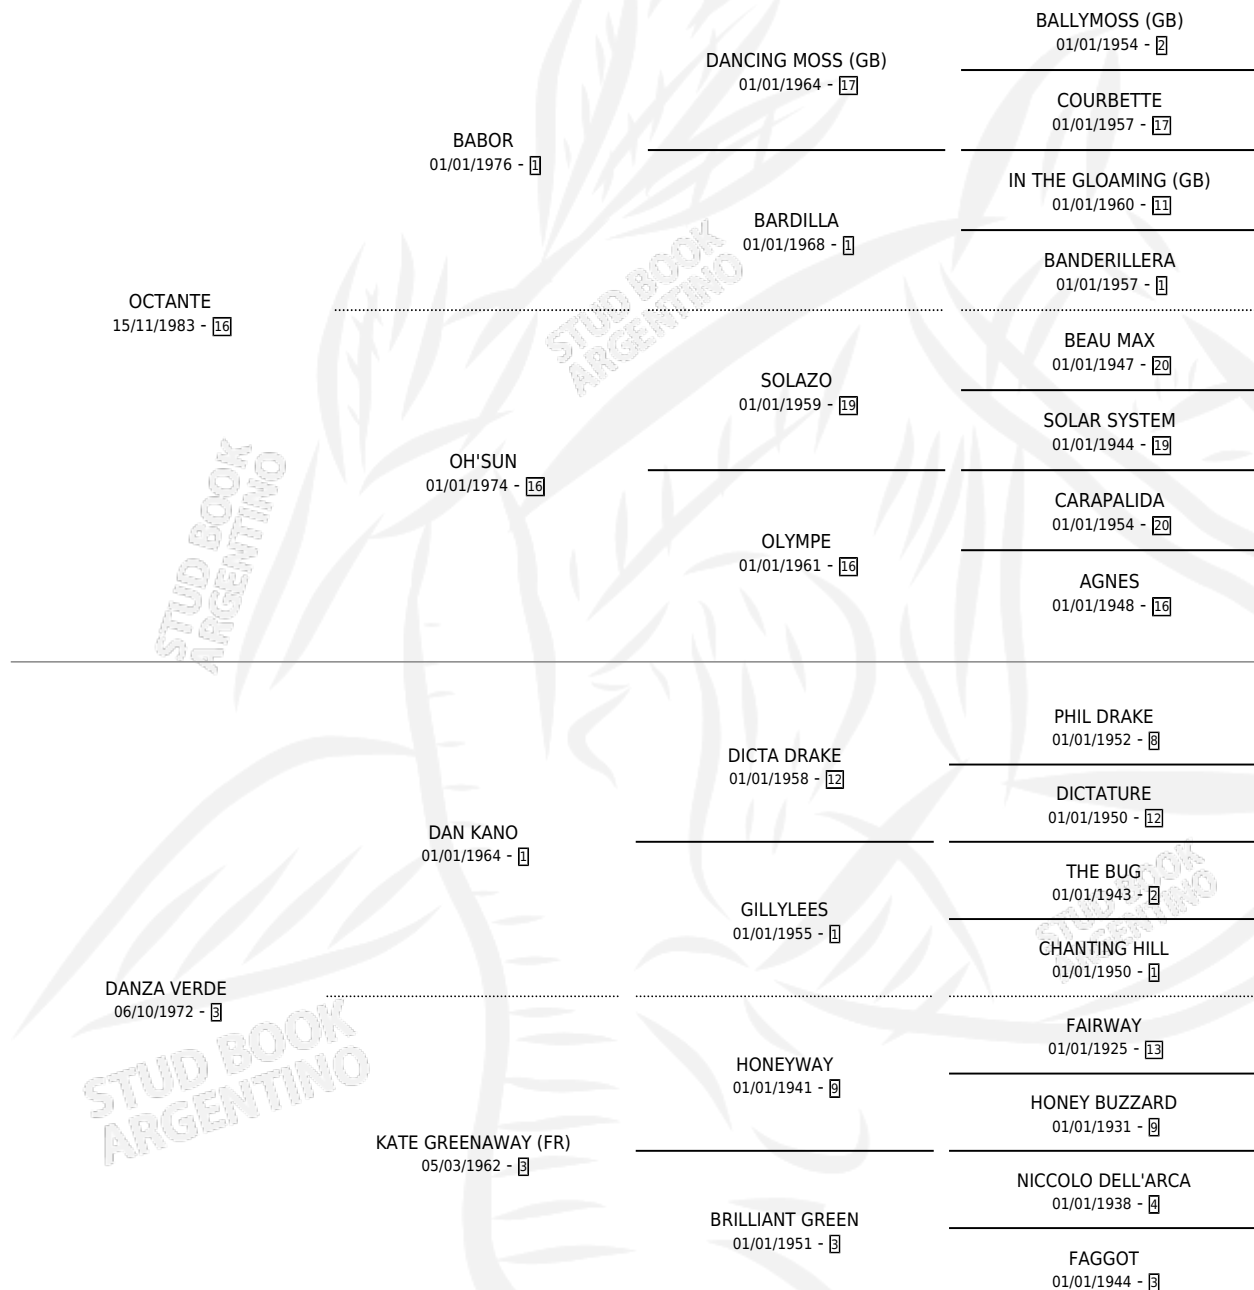 BALLYMOSS (GB)
01/01/1954 - 2
DANCING MOSS (GB)
01/01/1964 - 17
COURBETTE
01/01/1957 - 17
BABOR
01/01/1976 - 1
IN THE GLOAMING (GB)
01/01/1960 - 11
BARDILLA
01/01/1968 - 1
BANDERILLERA
01/01/1957 - 1
OCTANTE
15/11/1983 - 16
BEAU MAX
01/01/1947 - 20
SOLAZO
01/01/1959 - 19
SOLAR SYSTEM
01/01/1944 - 19
OH'SUN
01/01/1974 - 16
CARAPALIDA
01/01/1954 - 20
OLYMPE
01/01/1961 - 16
AGNES
01/01/1948 - 16
PHIL DRAKE
01/01/1952 - 8
DICTA DRAKE
01/01/1958 - 12
DICTATURE
01/01/1950 - 12
DAN KANO
01/01/1964 - 1
THE BUG
01/01/1943 - 2
GILLYLEES
01/01/1955 - 1
CHANTING HILL
01/01/1950 - 1
DANZA VERDE
06/10/1972 - 3
FAIRWAY
01/01/1925 - 13
HONEYWAY
01/01/1941 - 9
HONEY BUZZARD
01/01/1931 - 9
KATE GREENAWAY (FR)
05/03/1962 - 3
NICCOLO DELL'ARCA
01/01/1938 - 4
BRILLIANT GREEN
01/01/1951 - 3
FAGGOT
01/01/1944 - 3
STUD BOOK
ARGENTINO
STUD BOOK
ARGENTINO
STUD BOOK
ARGENTINO
STUD BOOK
ARGENTINO